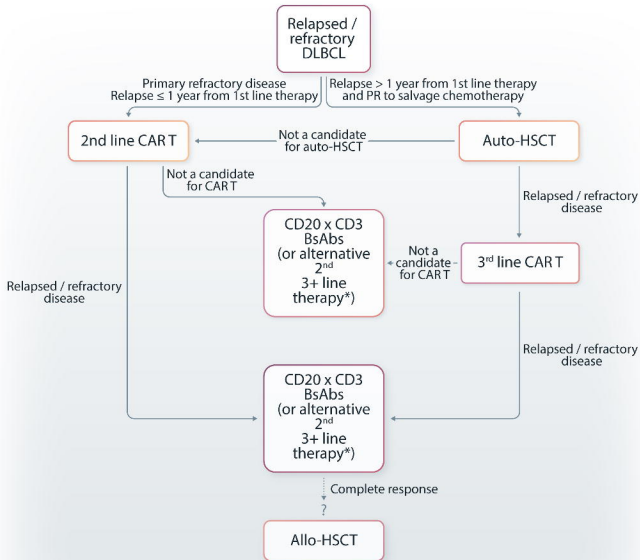 Relapsed /
refractory
DLBCL
Primary refractory disease
Relapse ≤ 1 year from 1st line therapy
Relapse > 1 year from 1st line therapy
and PR to salvage chemotherapy
2nd line CAR T
Not a candidate
for auto-HSCT
Auto-HSCT
Not a candidate
for CAR T
Relapsed / refractory
disease
CD20 x CD3
BsAbs
(or alternative
2nd
3+ line
therapy*)
Not a
candidate
for CAR T
3rd line CAR T
Relapsed / refractory
disease
Relapsed / refractory
disease
CD20 x CD3
BsAbs
(or alternative
2nd
3+ line
therapy*)
Complete response
?
Allo-HSCT